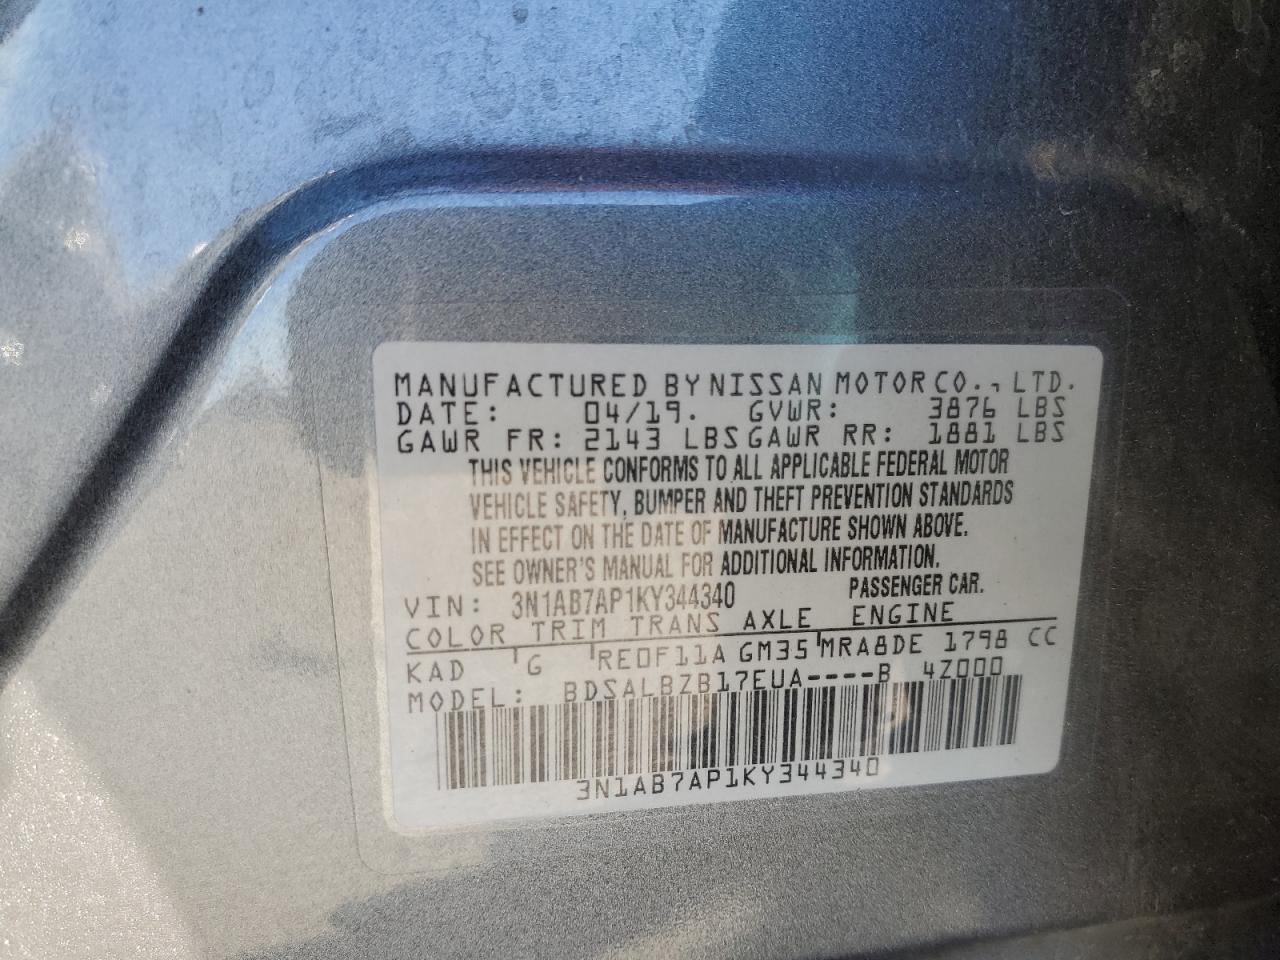 MANUFACTURED BY NISSAN MOTOR CO., LTD.
DATE: 04/19. GVWR: 3876 LBS
GAWR FR: 2143 LBS GAWR RR: 1881 LBS
THIS VEHICLE CONFORMS TO ALL APPLICABLE FEDERAL MOTOR
VEHICLE SAFETY, BUMPER AND THEFT PREVENTION STANDARDS
IN EFFECT ON THE DATE OF MANUFACTURE SHOWN ABOVE.
SEE OWNER'S MANUAL FOR ADDITIONAL INFORMATION.
VIN: 3N1AB7AP1KY344340 PASSENGER CAR.
COLOR TRIM TRANS AXLE ENGINE
KAD G RE0F11A GM35 MRA8DE 1798 CC
MODEL: BDSALBZB17EUA----B 4Z000
3N1AB7AP1KY344340